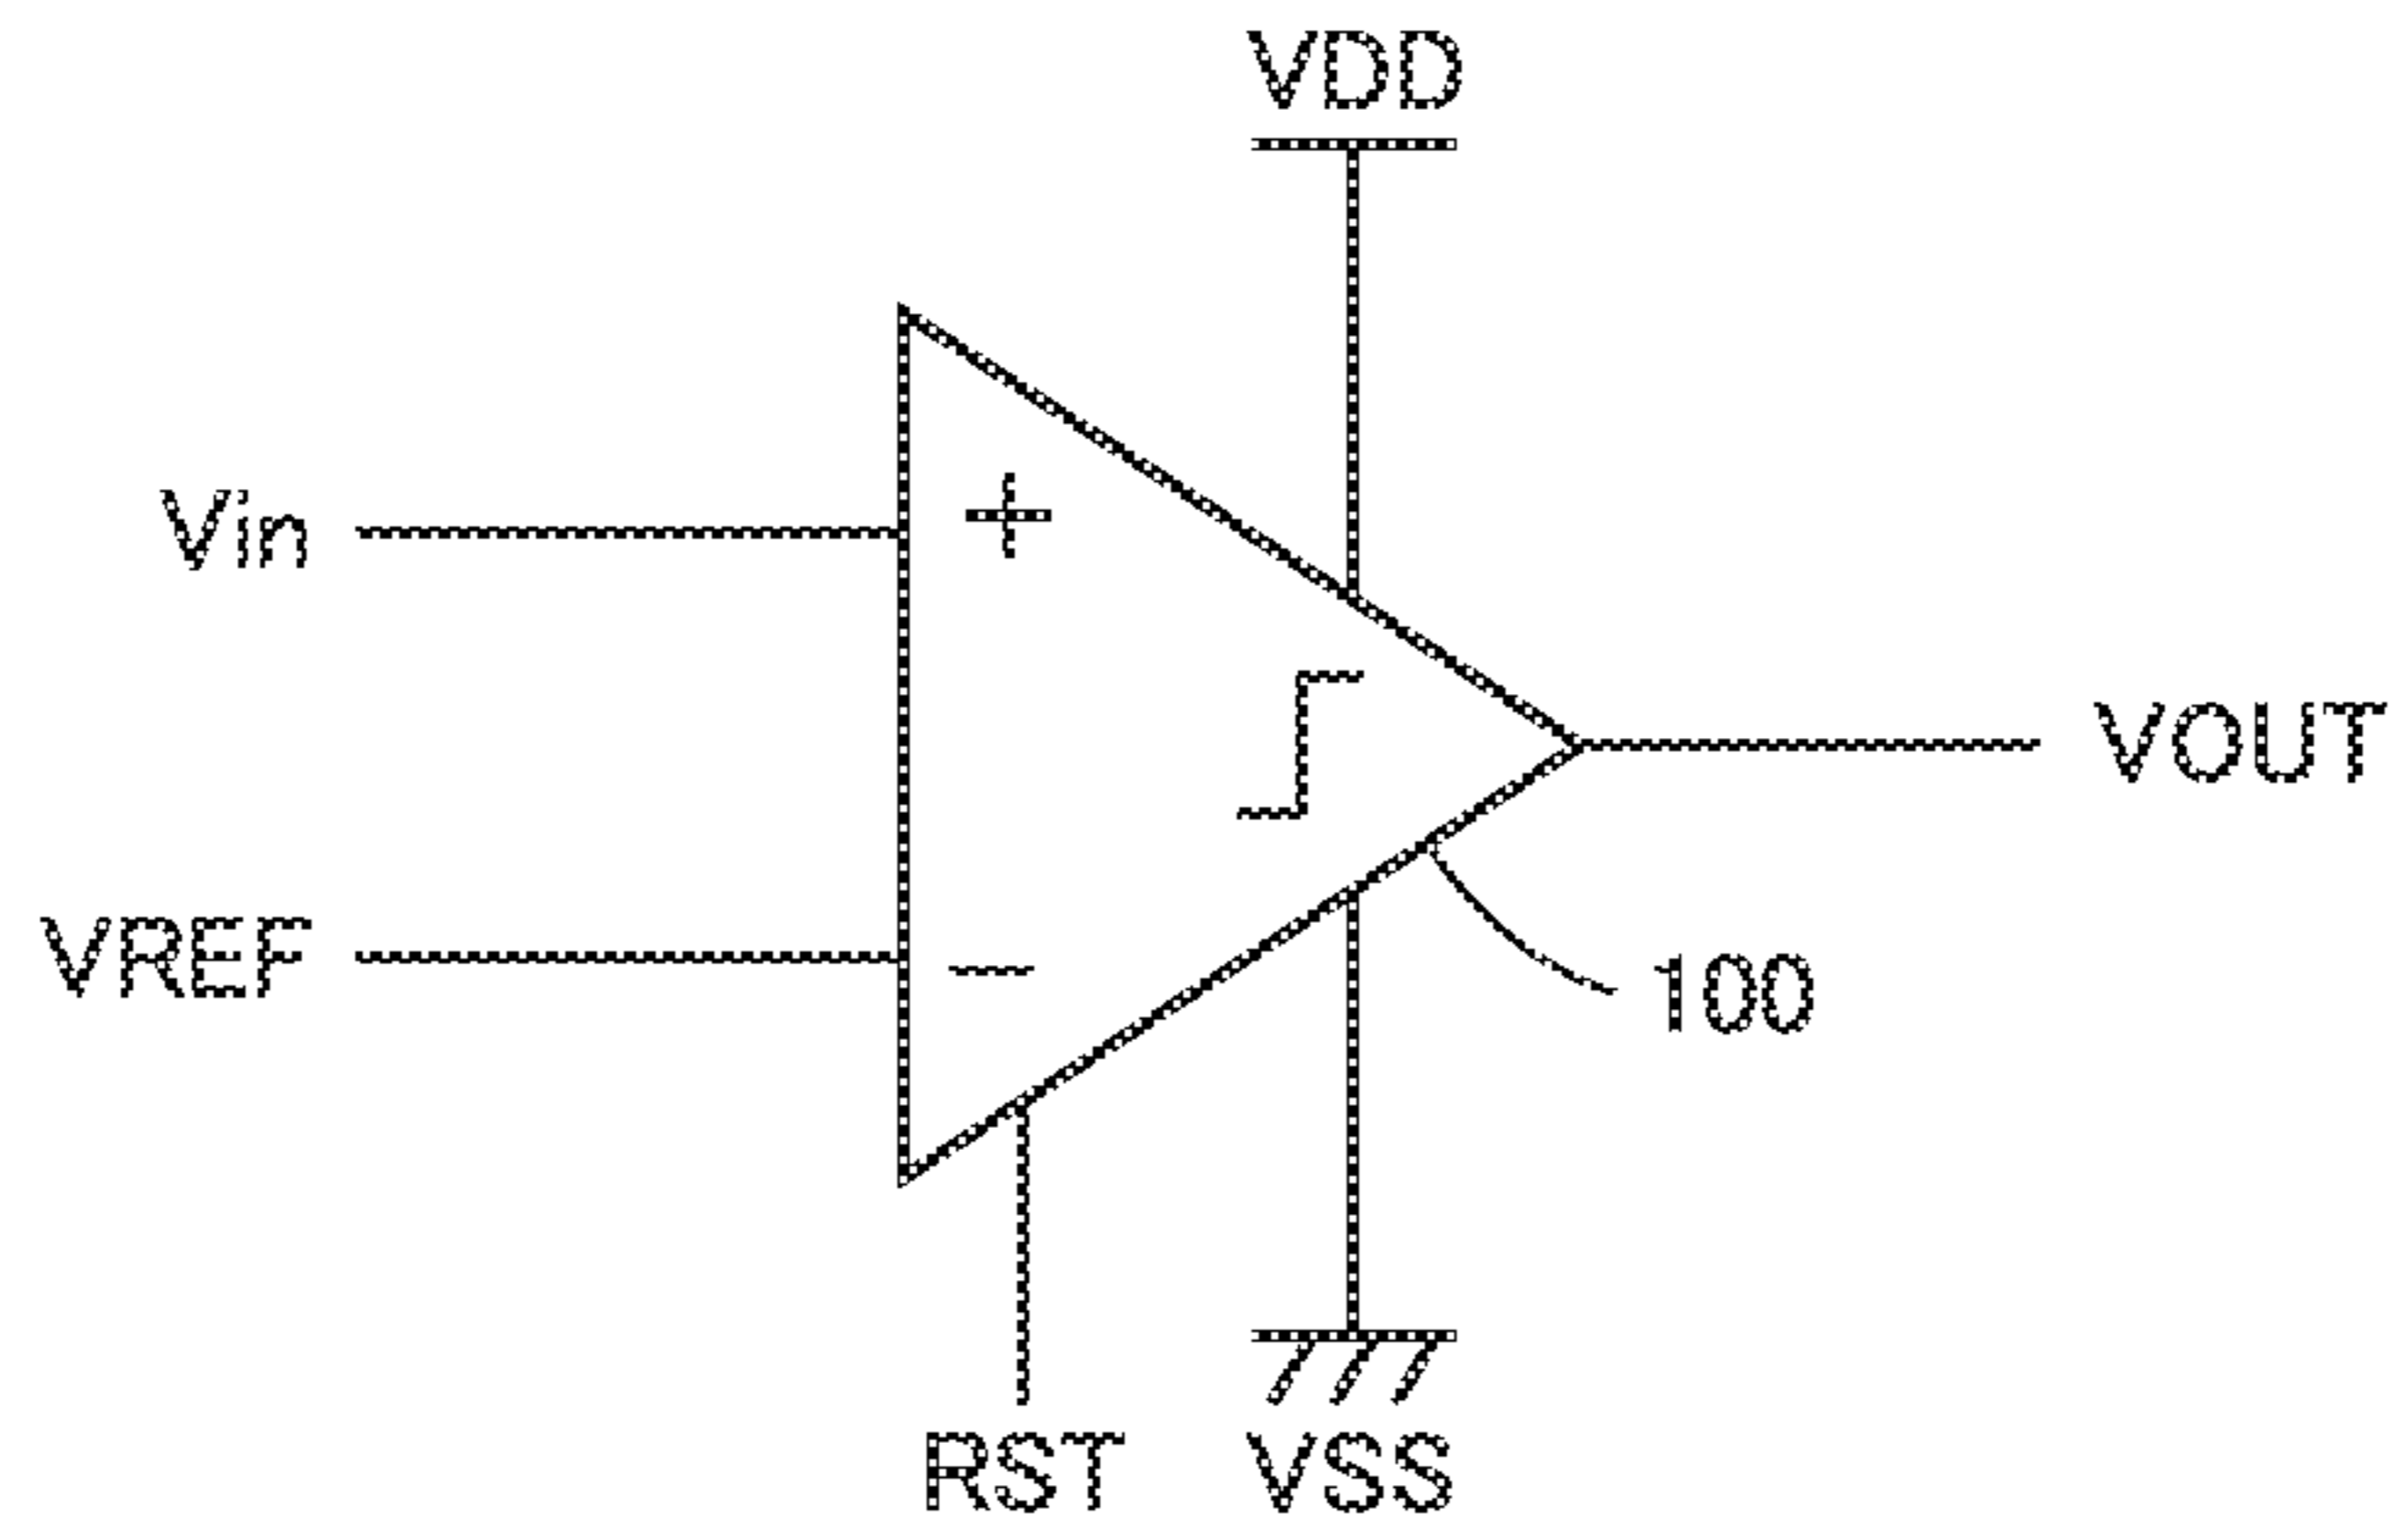 VDD
Vin
+
VOUT
VREF
−
100
RST
VSS